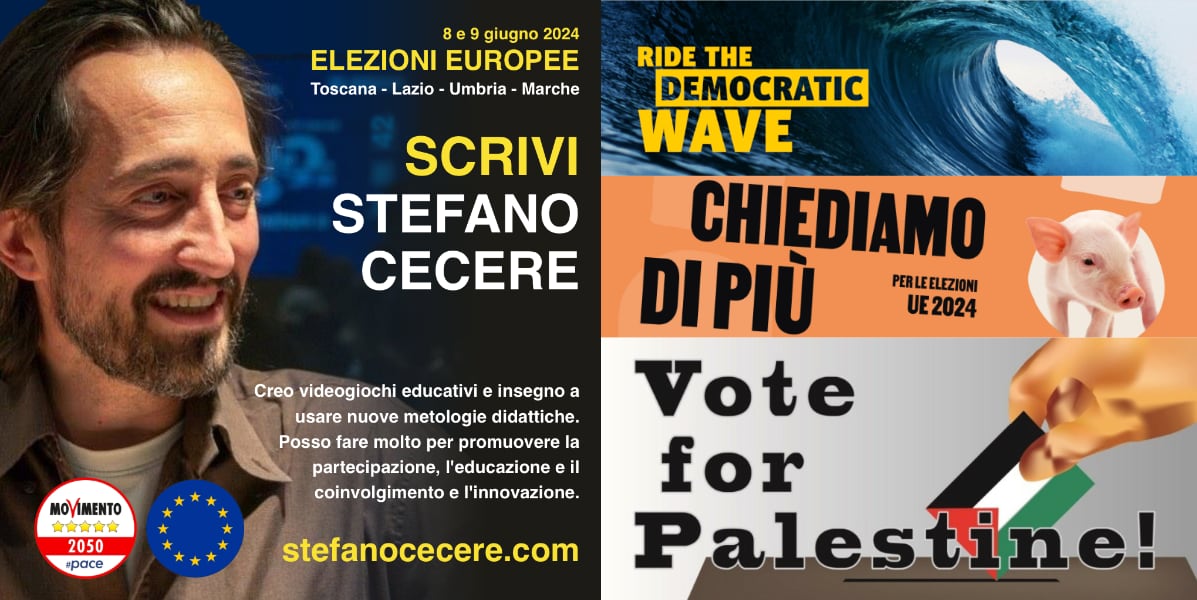 8 e 9 giugno 2024
ELEZIONI EUROPEE
Toscana - Lazio - Umbria - Marche
SCRIVI
STEFANO
CECERE
Creo videogiochi educativi e insegno a
usare nuove metologie didattiche.
Posso fare molto per promuovere la
partecipazione, l'educazione e il
coinvolgimento e l'innovazione.
MOVIMENTO
2050
#pace
stefanocecere.com
RIDE THE
DEMOCRATIC
WAVE
CHIEDIAMO
DI PIÙ
PER LE ELEZIONI
UE 2024
Vote
for
Palestine!